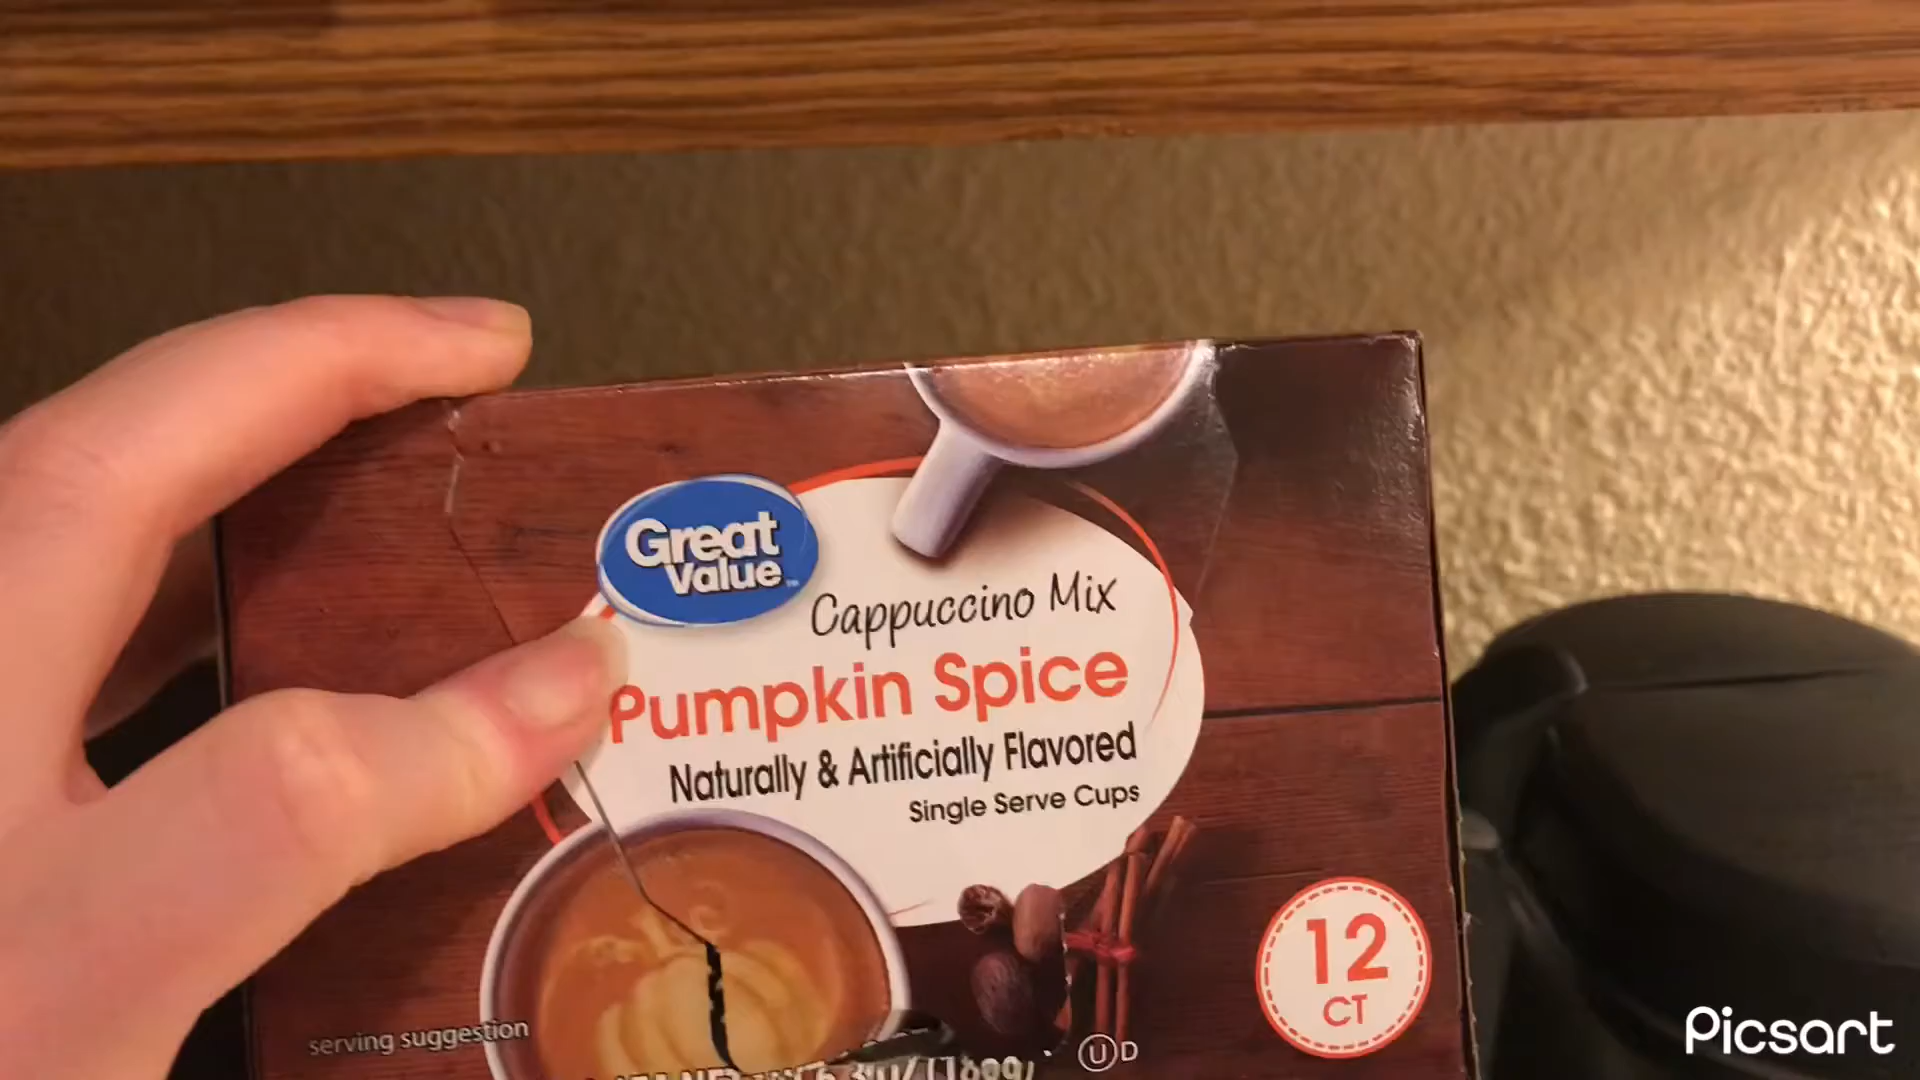 Great
Value
Cappuccino Mix
Pumpkin Spice
Naturally & Artificially Flavored
Single Serve Cups
12
CT
serving suggestion
U D
Picsart